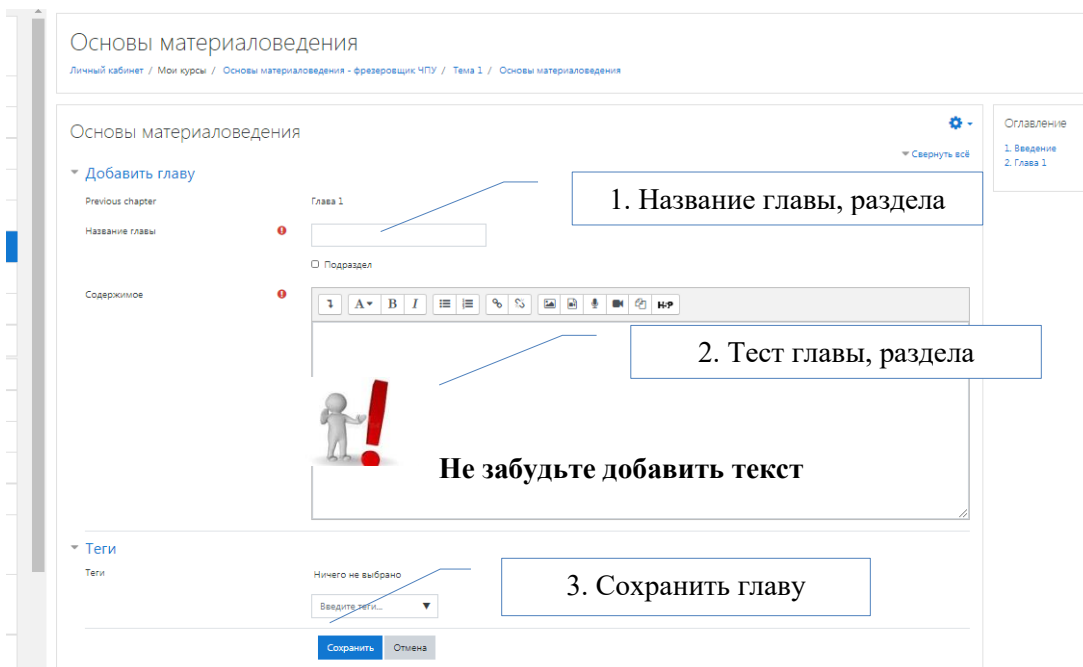 Основы материаловедения
Личный кабинет / Мои курсы / Основы материаловедения - фрезеровщик ЧПУ / Тема 1 / Основы материаловедения
Основы материаловедения
Свернуть всё
Оглавление
1. Введение
2. Глава 1
Добавить главу
Previous chapter Глава 1
1. Название главы, раздела
Название главы
Подраздел
Содержимое
A B I H-P
2. Тест главы, раздела
Не забудьте добавить текст
Теги
Теги Ничего не выбрано
3. Сохранить главу
Введите теги...
Сохранить Отмена